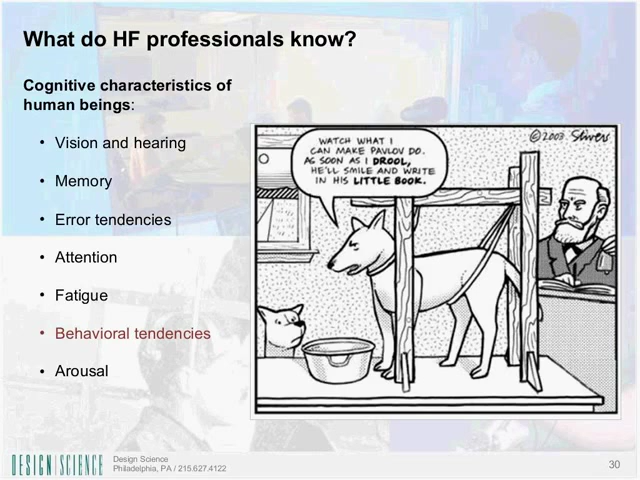 What do HF professionals know?
Cognitive characteristics of
human beings:
• Vision and hearing
• Memory
• Error tendencies
• Attention
• Fatigue
• Behavioral tendencies
• Arousal
©2003 Stivers
WATCH WHAT I
CAN MAKE PAVLOV DO.
AS SOON AS I DROOL,
HE'LL SMILE AND WRITE
IN HIS LITTLE BOOK.
DESIGN|SCIENCE
Design Science
Philadelphia, PA / 215.627.4122
30